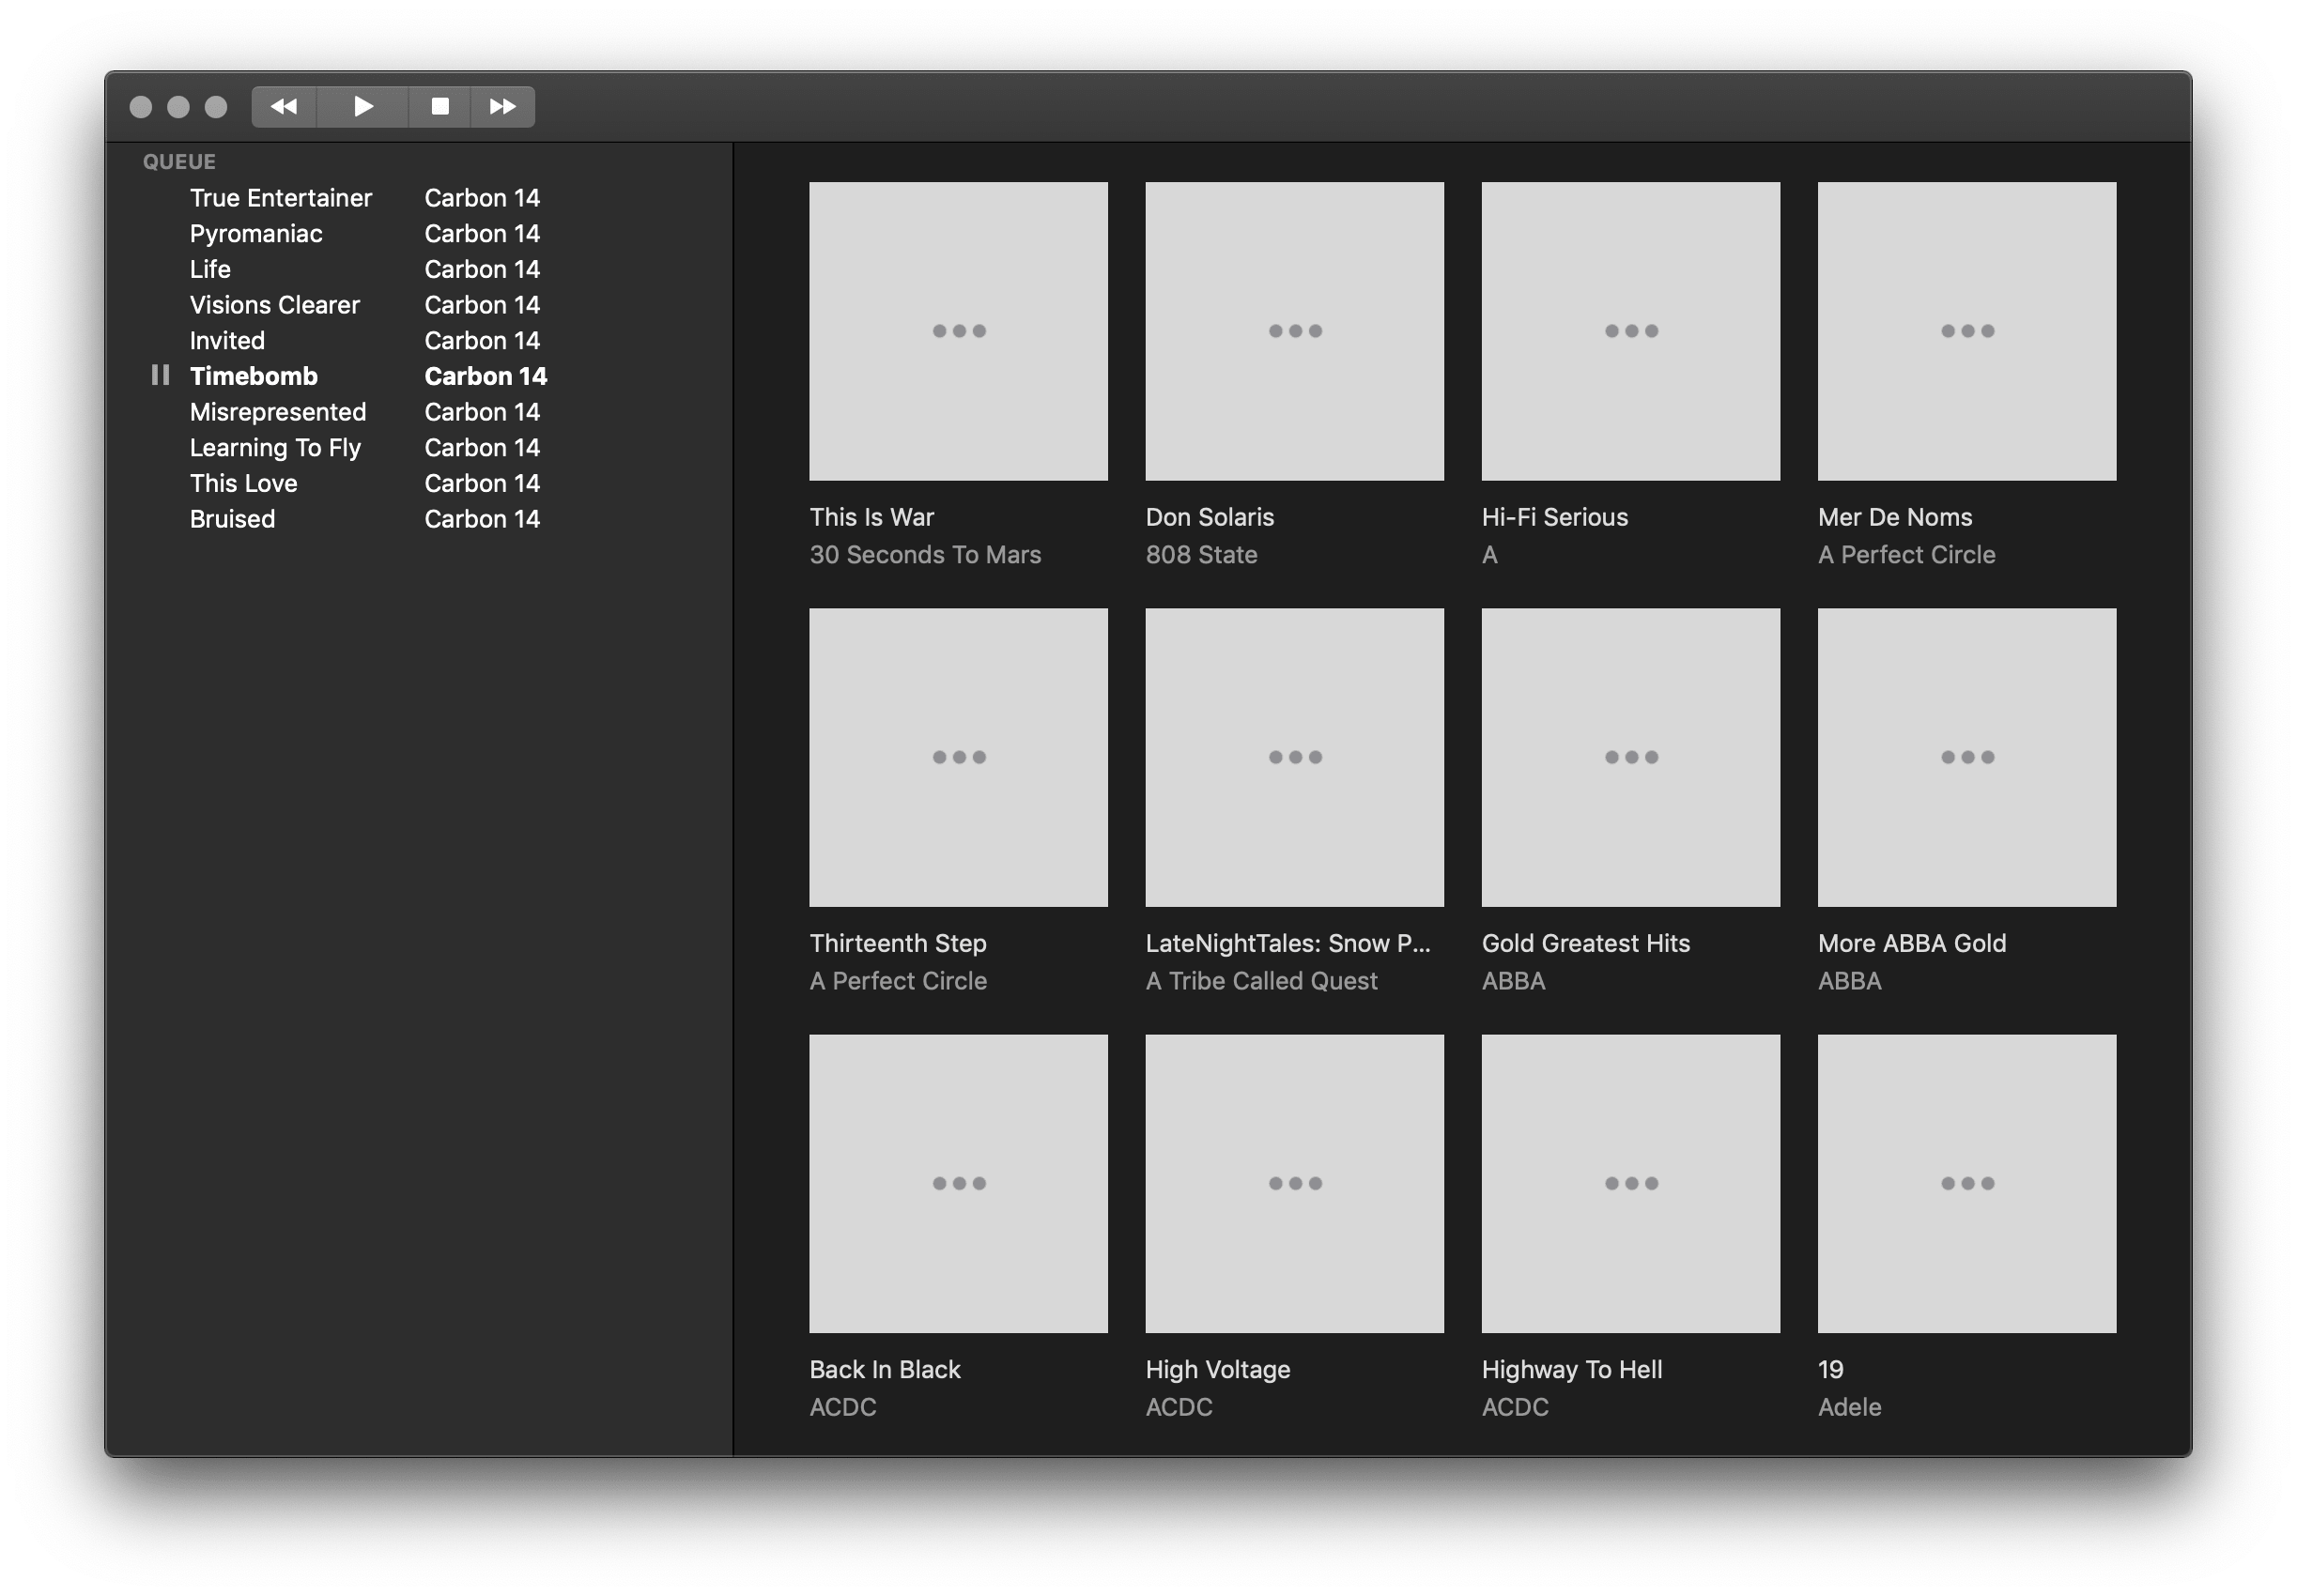 QUEUE
True Entertainer Carbon 14
Pyromaniac Carbon 14
Life Carbon 14
Visions Clearer Carbon 14
Invited Carbon 14
Timebomb Carbon 14
Misrepresented Carbon 14
Learning To Fly Carbon 14
This Love Carbon 14
Bruised Carbon 14
This Is War
30 Seconds To Mars
Don Solaris
808 State
Hi-Fi Serious
A
Mer De Noms
A Perfect Circle
Thirteenth Step
A Perfect Circle
LateNightTales: Snow P...
A Tribe Called Quest
Gold Greatest Hits
ABBA
More ABBA Gold
ABBA
Back In Black
ACDC
High Voltage
ACDC
Highway To Hell
ACDC
19
Adele